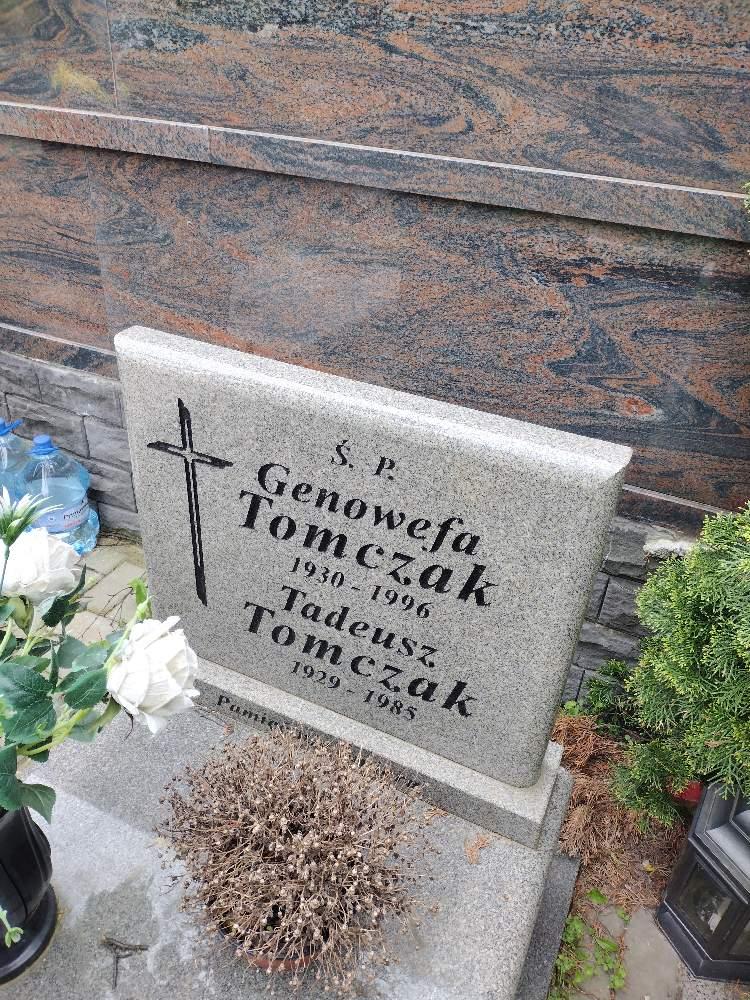 Ś. P.
Genowefa
Tomczak
1930 - 1996
Tadeusz
Tomczak
1929 - 1985